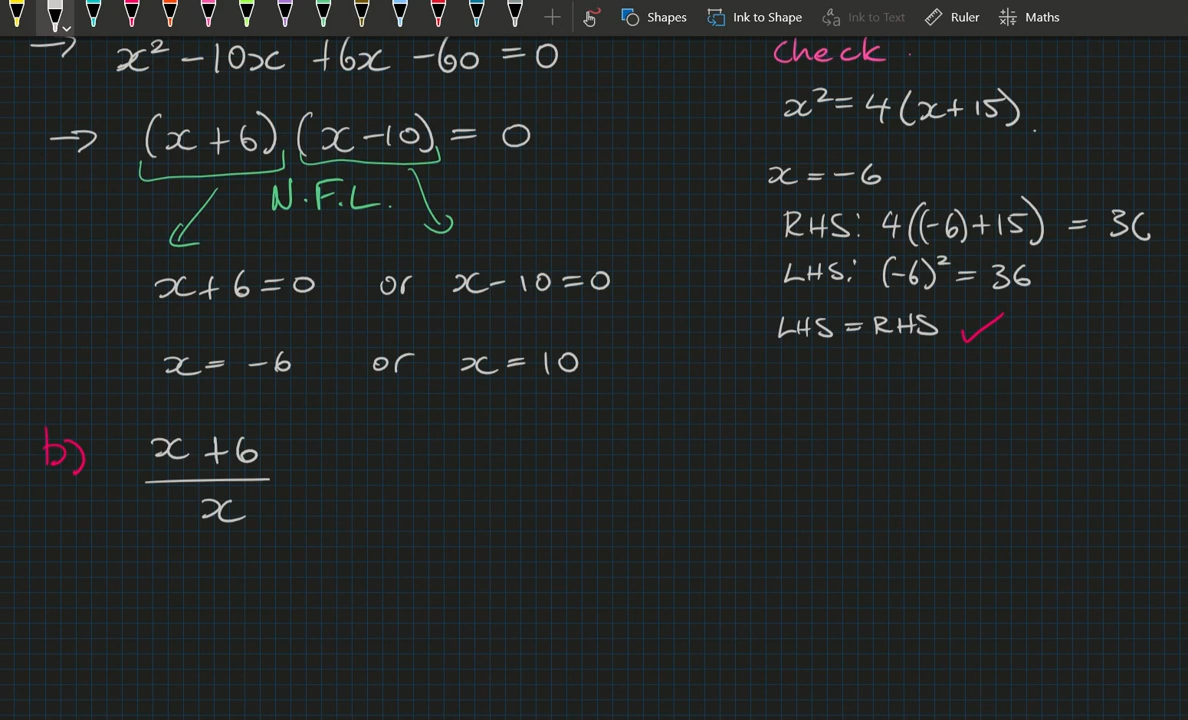 Shapes Ink to Shape Ink to Text Ruler Maths
→ x² - 10x + 6x - 60 = 0
→ (x + 6) (x - 10) = 0
N.F.L.
x + 6 = 0 or x - 10 = 0
x = -6 or x = 10
b) x + 6
x
Check
x² = 4(x + 15).
x = -6
RHS: 4((-6) + 15) = 36
LHS: (-6)² = 36
LHS = RHS ✓